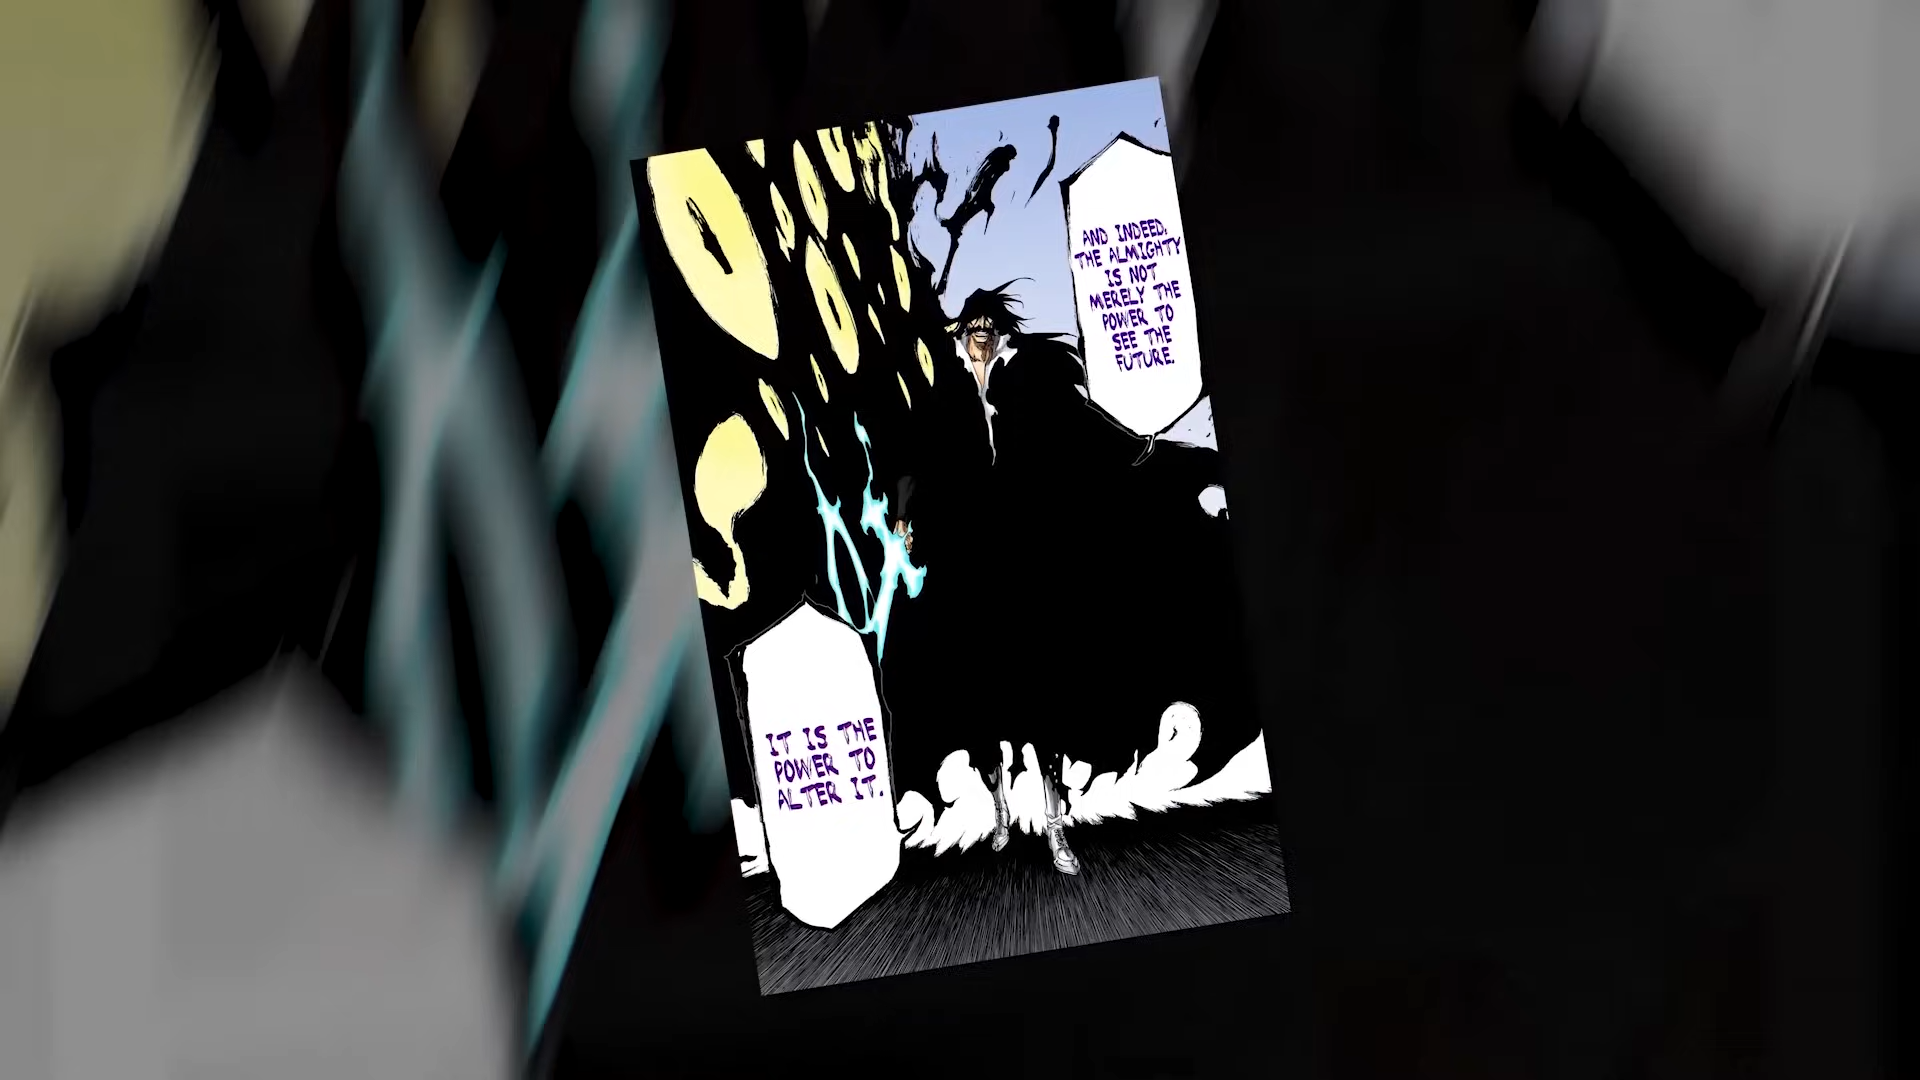 AND INDEED,
THE ALMIGHTY
IS NOT
MERELY THE
POWER TO
SEE THE
FUTURE.
IT IS THE
POWER TO
ALTER IT.